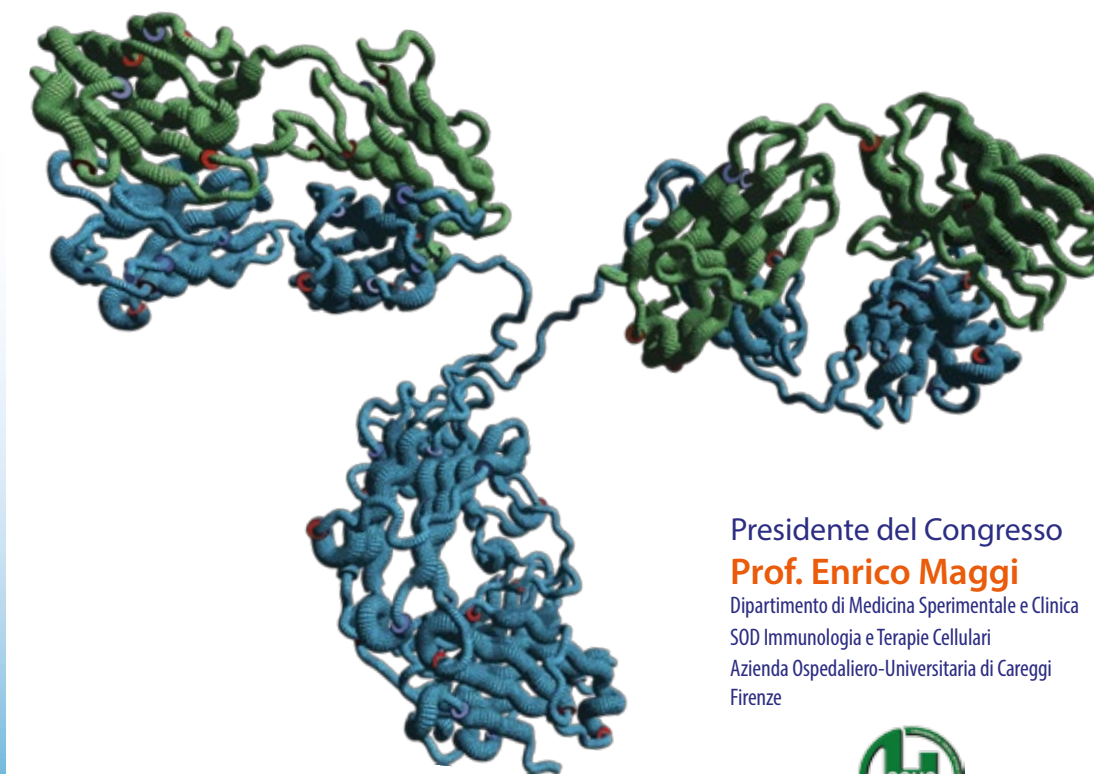 Presidente del Congresso
Prof. Enrico Maggi
Dipartimento di Medicina Sperimentale e Clinica
SOD Immunologia e Terapie Cellulari
Azienda Ospedaliero-Universitaria di Careggi
Firenze